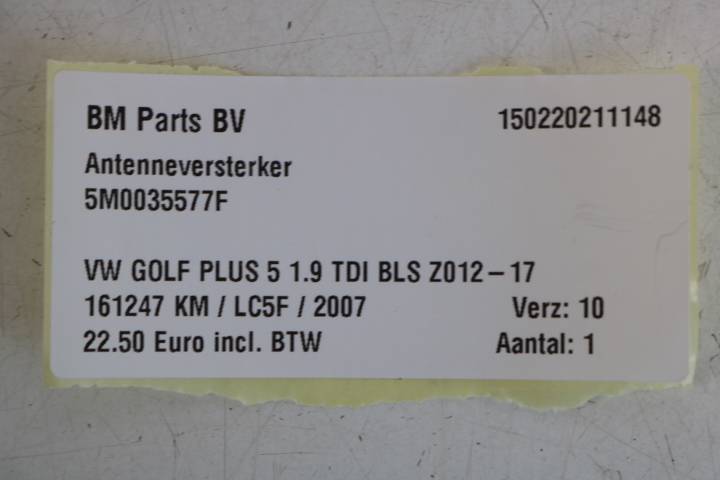 BM Parts BV 150220211148
Antenneversterker
5M0035577F
VW GOLF PLUS 5 1.9 TDI BLS Z012-17
161247 KM / LC5F / 2007 Verz: 10
22.50 Euro incl. BTW Aantal: 1